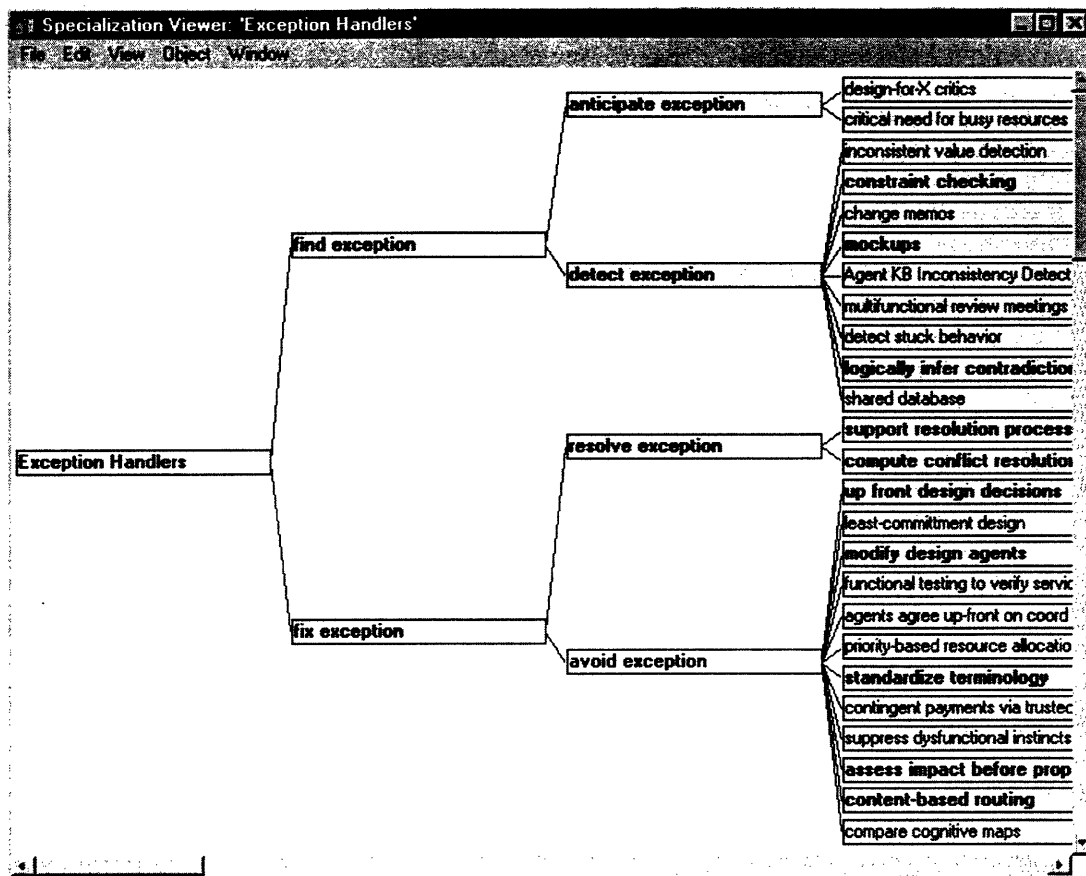 Specialization Viewer: 'Exception Handlers'
File Edit View Object Window
design-for-X critics
anticipate exception
critical need for busy resources
inconsistent value detection
constraint checking
change memos
find exception
mockups
detect exception
Agent KB Inconsistency Detect
multifunctional review meetings
detect stuck behavior
logically infer contradiction
shared database
support resolution process
resolve exception
Exception Handlers
compute conflict resolution
up front design decisions
least-committment design
modify design agents
functional testing to verify servic
fix exception
agents agree up-front on coord
priority-based resource allocatio
avoid exception
standardize terminology
contingent payments via trusted
suppress dysfunctional instincts
assess impact before prop
content-based routing
compare cognitive maps